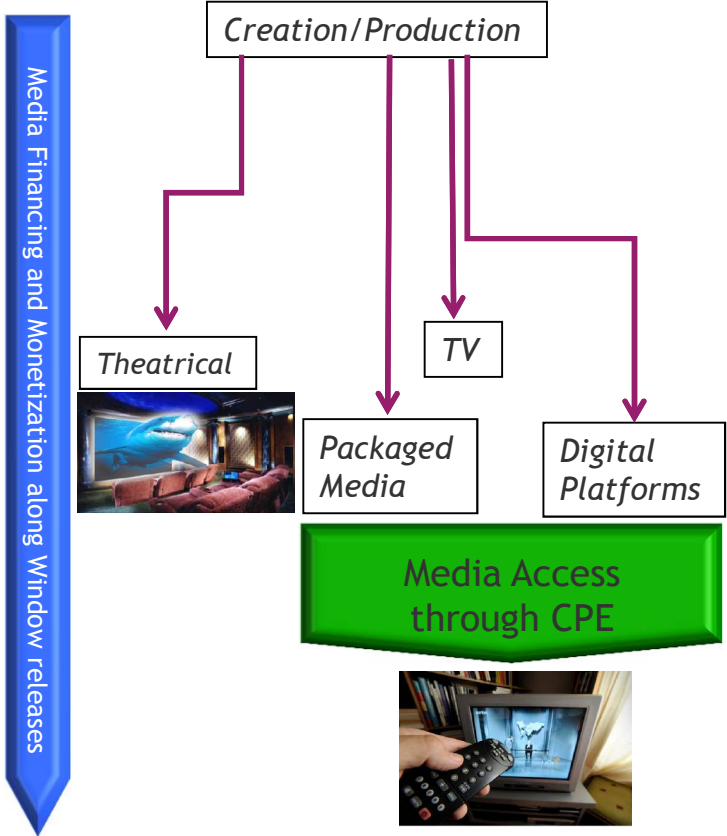 Creation/Production
Media Financing and Monetization along Window releases
Theatrical
TV
Packaged
Media
Digital
Platforms
Media Access
through CPE